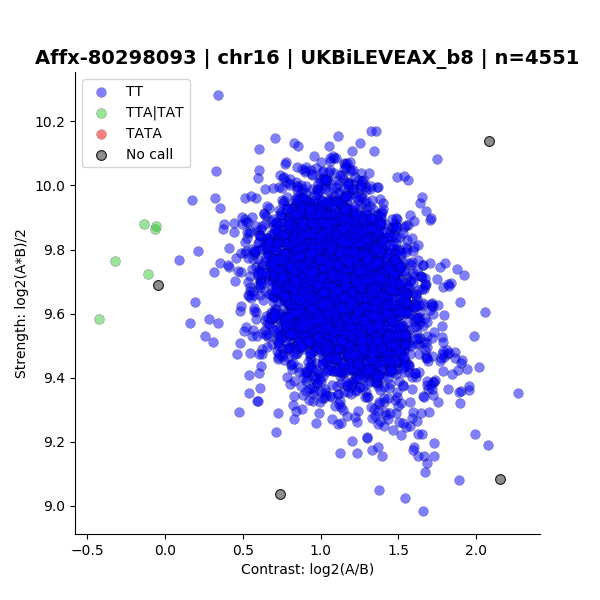 Affx-80298093 | chr16 | UKBiLEVEAX_b8 | n=4551
TT
TTA|TAT
TATA
No call
Strength: log2(A*B)/2
10.2
10.0
9.8
9.6
9.4
9.2
9.0
−0.5
0.0
0.5
1.0
1.5
2.0
Contrast: log2(A/B)